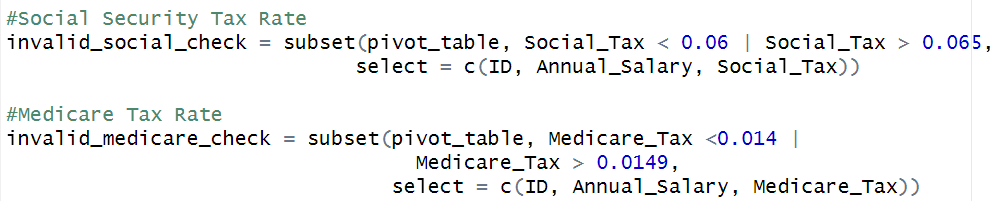 #Social Security Tax Rate
invalid_social_check = subset(pivot_table, Social_Tax < 0.06 | Social_Tax > 0.065,
select = c(ID, Annual_Salary, Social_Tax))
#Medicare Tax Rate
invalid_medicare_check = subset(pivot_table, Medicare_Tax <0.014 |
Medicare_Tax > 0.0149,
select = c(ID, Annual_Salary, Medicare_Tax))